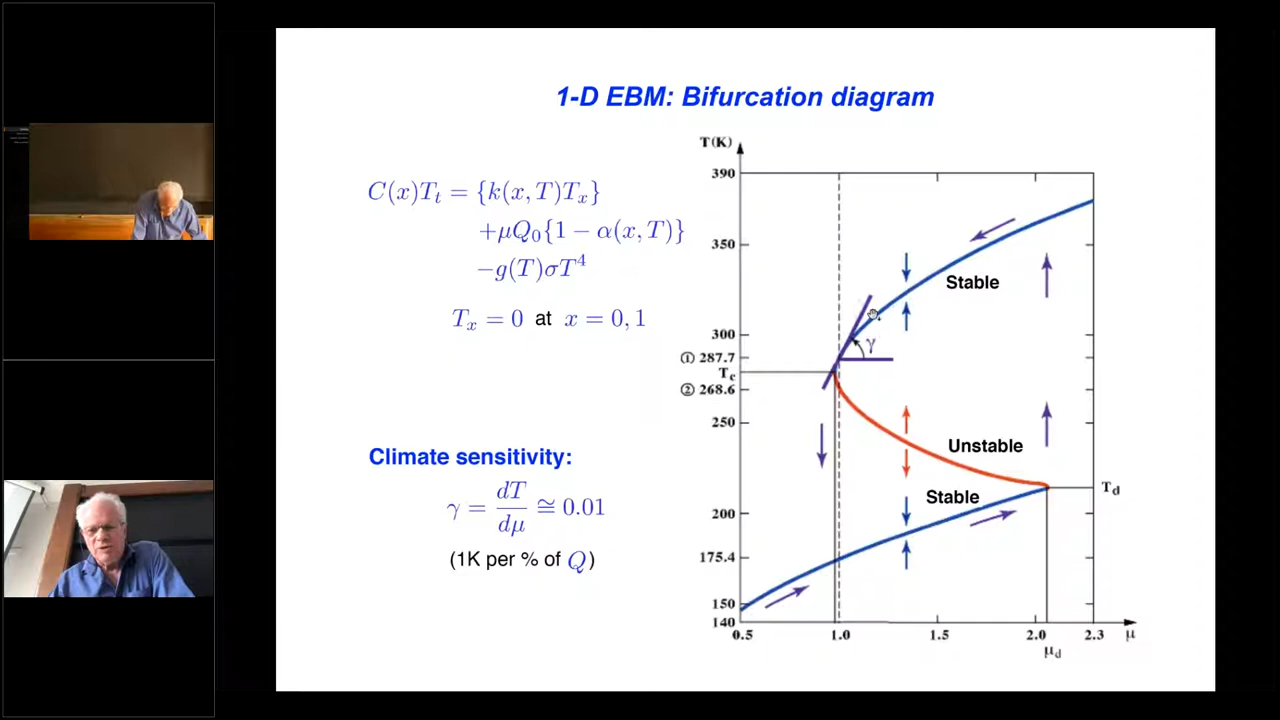 1-D EBM: Bifurcation diagram
C(x)T_t = {k(x, T)T_x}
+μQ_0{1 − α(x, T)}
−g(T)σT^4
T_x = 0 at x = 0, 1
Climate sensitivity:
γ = dT/dμ ≅ 0.01
(1K per % of Q)
T(K)
390
350
Stable
300
γ
① 287.7
T_c
② 268.6
250
Unstable
Stable
T_d
200
175.4
150
140
0.5
1.0
1.5
2.0
2.3
μ
μ_d